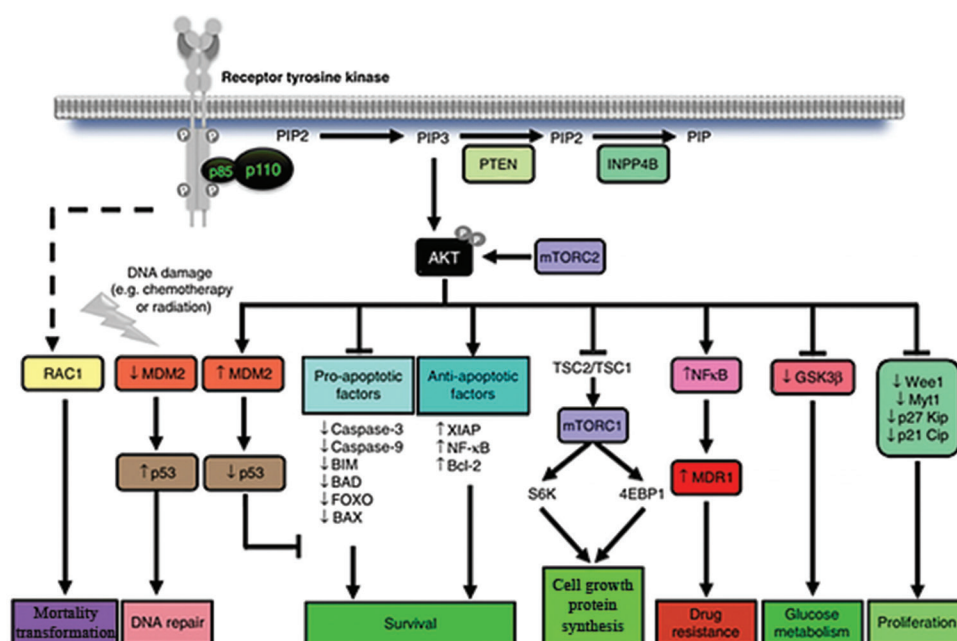 Receptor tyrosine kinase
PIP2
PIP3
PIP2
PIP
PTEN
INPP4B
P
P
p85
p110
P
P
P
P
AKT
mTORC2
DNA damage
(e.g. chemotherapy
or radiation)
RAC1
↓MDM2
↑MDM2
Pro-apoptotic
factors
Anti-apoptotic
factors
TSC2/TSC1
↑NFκB
↓GSK3β
↓Wee1
↓Myt1
↓p27 Kip
↓p21 Cip
↓Caspase-3
↓Caspase-9
↓BIM
↓BAD
↓FOXO
↓BAX
↑XIAP
↑NF-κB
↑Bcl-2
mTORC1
↑p53
↓p53
↑MDR1
S6K
4EBP1
Mortality
transformation
DNA repair
Survival
Cell growth
protein
synthesis
Drug
resistance
Glucose
metabolism
Proliferation